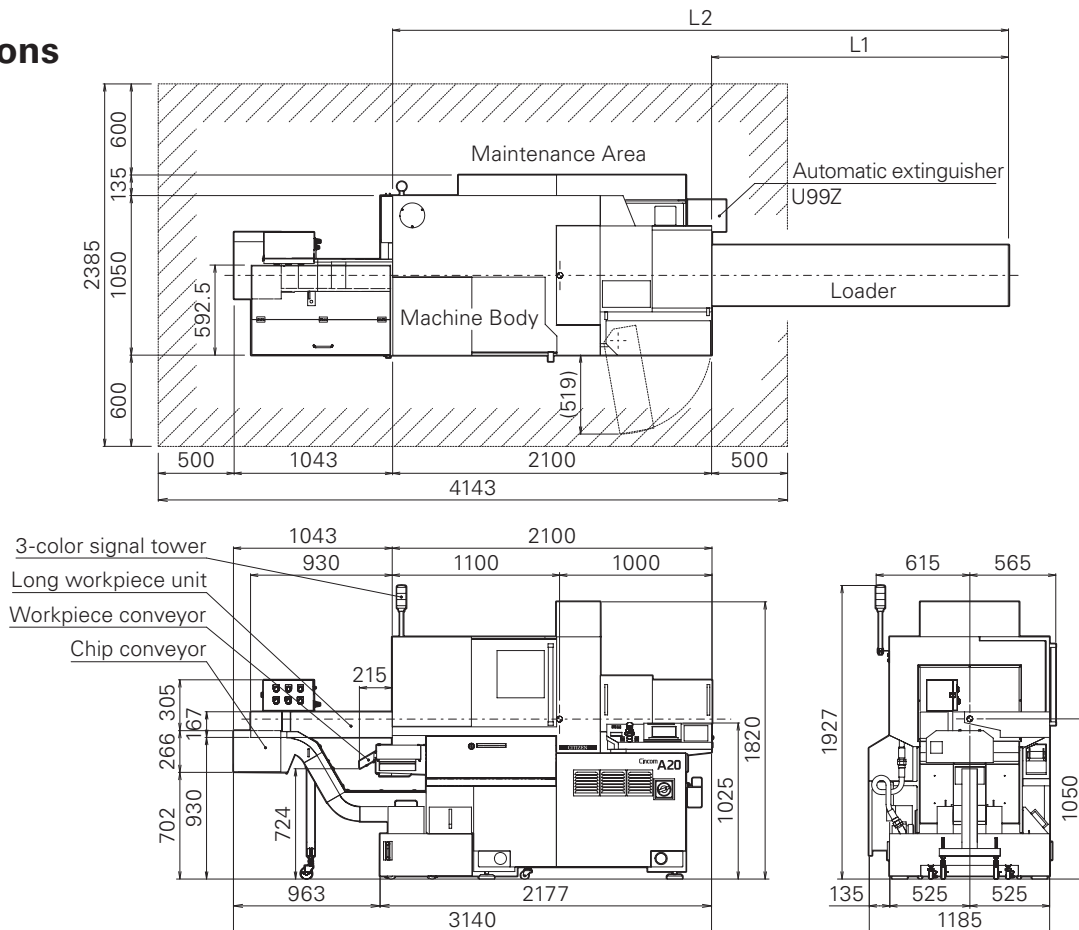 ons
L2
L1
600
135
1050
2385
592.5
600
Maintenance Area
Automatic extinguisher
U99Z
Machine Body
Loader
(519)
500
1043
2100
500
4143
3-color signal tower
Long workpiece unit
Workpiece conveyor
Chip conveyor
1043
2100
930
1100
1000
215
305
167
266
930
702
724
1820
1025
CITIZEN
Cincom A20
963
2177
3140
615
565
1927
1050
135
525
525
1185